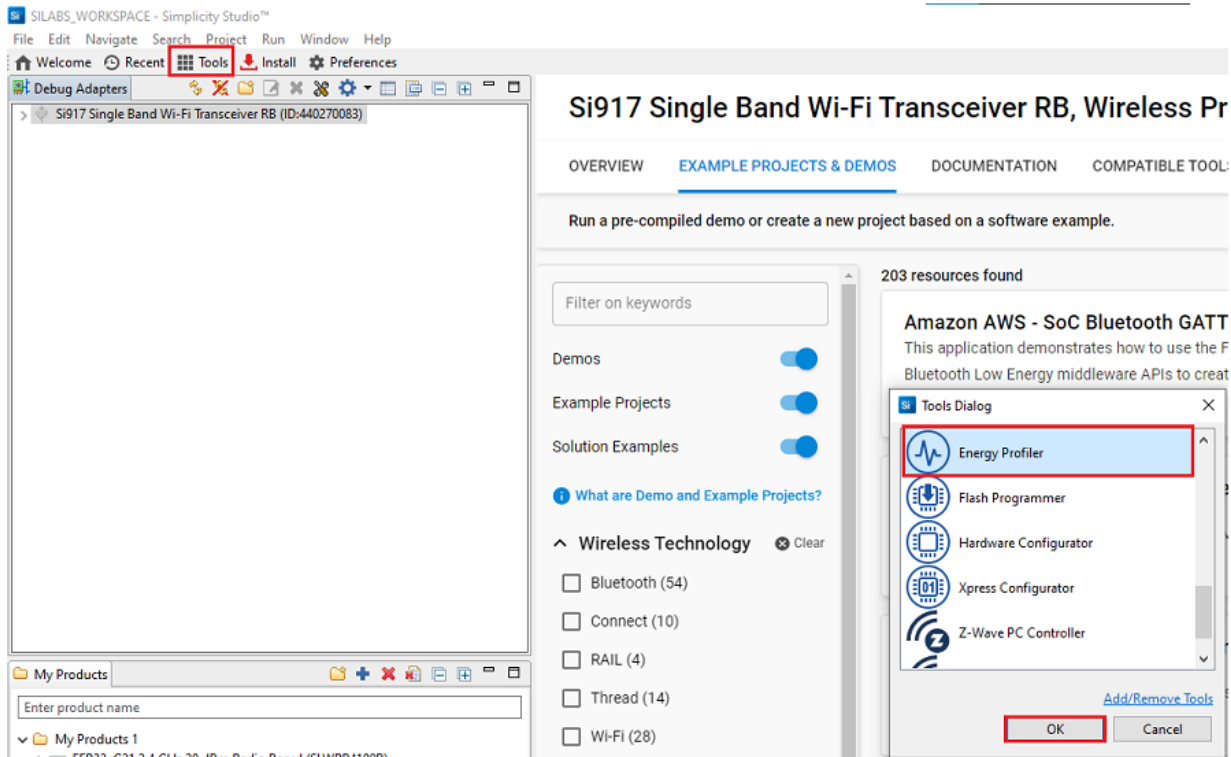 SILABS_WORKSPACE - Simplicity Studio™
File Edit Navigate Search Project Run Window Help
Welcome Recent Tools Install Preferences
Debug Adapters
Si917 Single Band Wi-Fi Transceiver RB (ID:440270083)
Si917 Single Band Wi-Fi Transceiver RB, Wireless Pr
OVERVIEW EXAMPLE PROJECTS & DEMOS DOCUMENTATION COMPATIBLE TOOL
Run a pre-compiled demo or create a new project based on a software example.
Filter on keywords
Demos
Example Projects
Solution Examples
What are Demo and Example Projects?
Wireless Technology Clear
Bluetooth (54)
Connect (10)
RAIL (4)
Thread (14)
Wi-Fi (28)
203 resources found
Amazon AWS - SoC Bluetooth GATT
This application demonstrates how to use the F
Bluetooth Low Energy middleware APIs to creat
Tools Dialog
Energy Profiler
Flash Programmer
Hardware Configurator
Xpress Configurator
Z-Wave PC Controller
Add/Remove Tools
OK Cancel
My Products
Enter product name
My Products 1